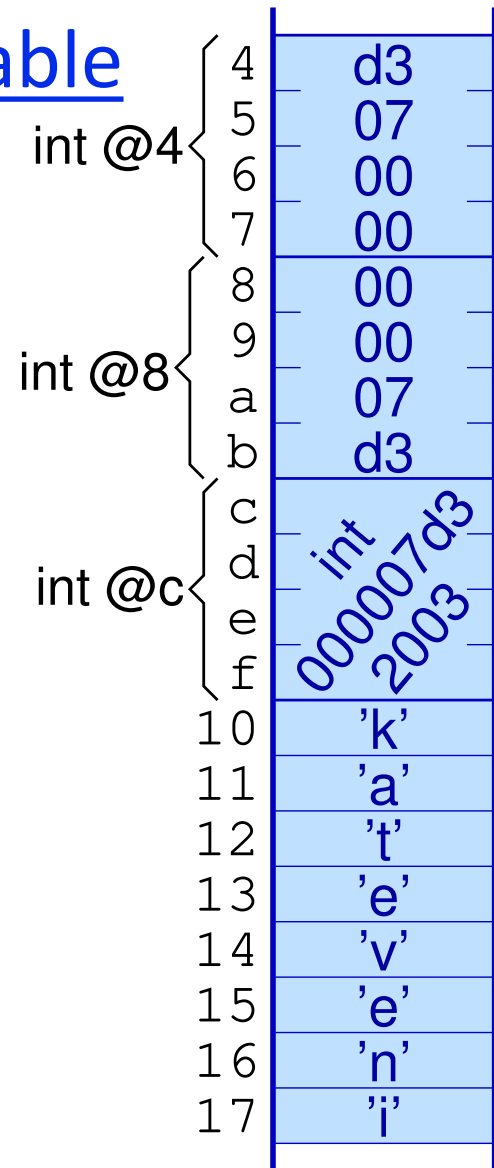 able
4 d3
int @4 5 07
6 00
7 00
8 00
9 00
int @8 a 07
b d3
c
d
int @c e
f
int
000007d3
2003
10 ’k’
11 ’a’
12 ’t’
13 ’e’
14 ’v’
15 ’e’
16 ’n’
17 ’i’